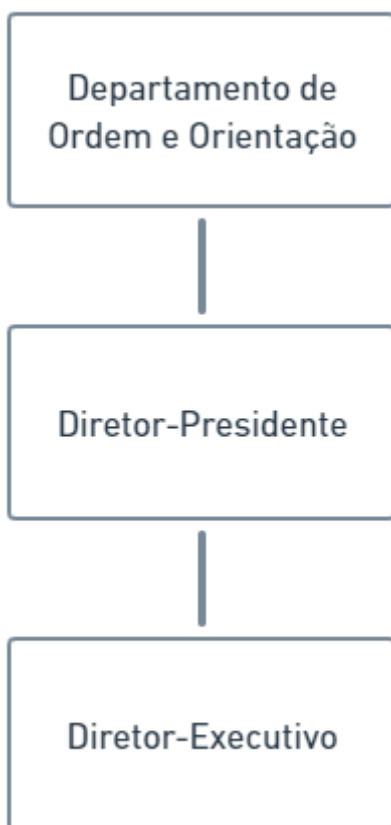 Departamento de
Ordem e Orientação
Diretor-Presidente
Diretor-Executivo